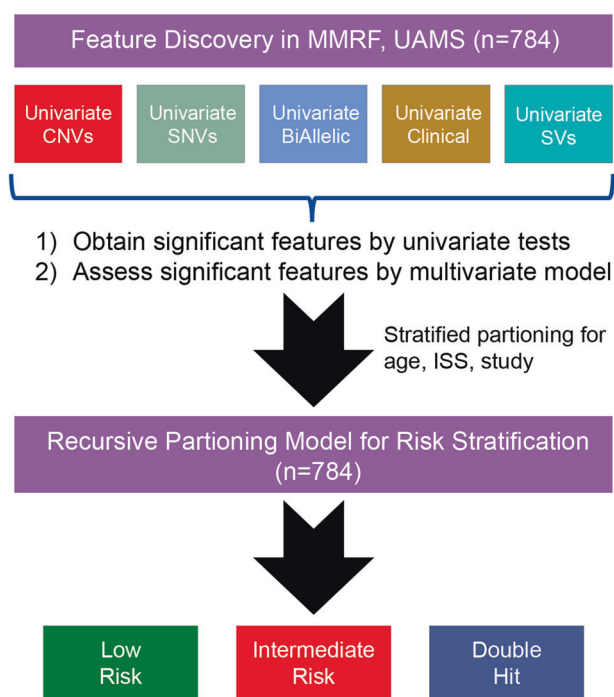 Feature Discovery in MMRF, UAMS (n=784)
Univariate
CNVs
Univariate
SNVs
Univariate
BiAllelic
Univariate
Clinical
Univariate
SVs
1) Obtain significant features by univariate tests
2) Assess significant features by multivariate model
Stratified partioning for
age, ISS, study
Recursive Partioning Model for Risk Stratification
(n=784)
Low
Risk
Intermediate
Risk
Double
Hit